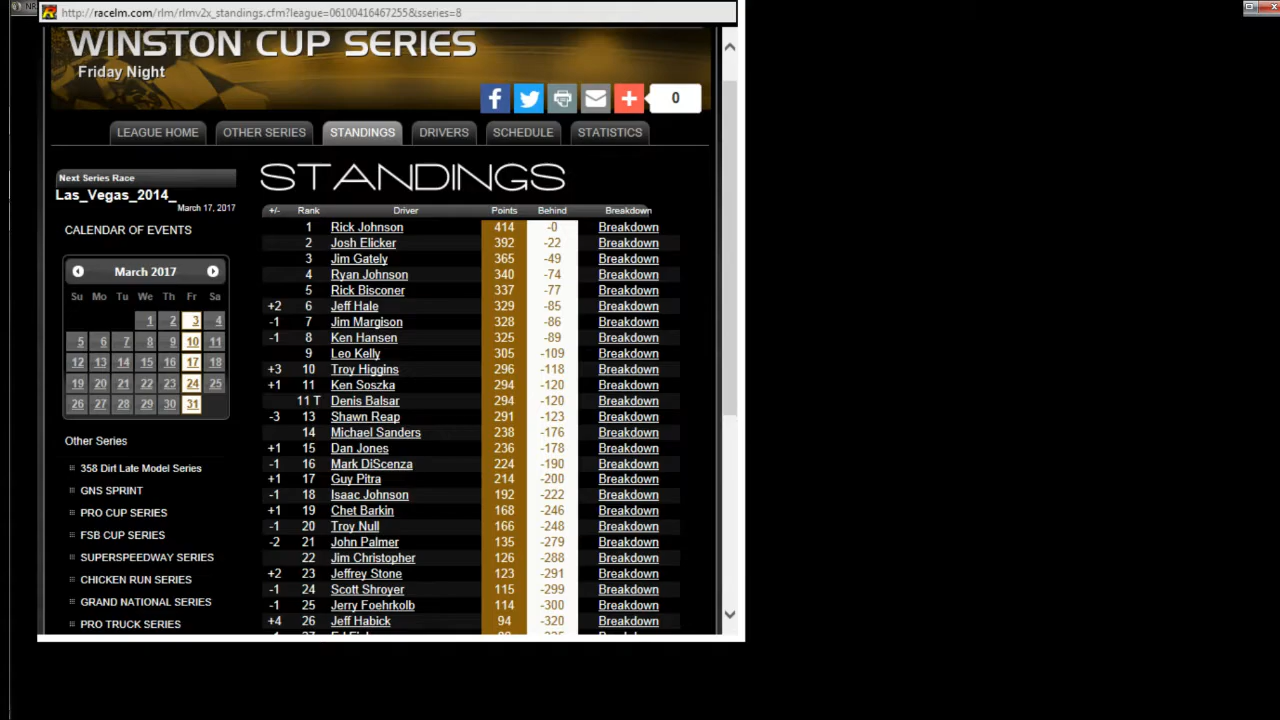 NR
http://racelm.com/rlm/rlmv2x_standings.cfm?league=06100416467255&sseries=8
WINSTON CUP SERIES
Friday Night
0
LEAGUE HOME OTHER SERIES STANDINGS DRIVERS SCHEDULE STATISTICS
Next Series Race
Las_Vegas_2014_
March 17, 2017
CALENDAR OF EVENTS
March 2017
Su Mo Tu We Th Fr Sa
1 2 3 4
5 6 7 8 9 10 11
12 13 14 15 16 17 18
19 20 21 22 23 24 25
26 27 28 29 30 31
Other Series
358 Dirt Late Model Series
GNS SPRINT
PRO CUP SERIES
FSB CUP SERIES
SUPERSPEEDWAY SERIES
CHICKEN RUN SERIES
GRAND NATIONAL SERIES
PRO TRUCK SERIES
STANDINGS
+/- Rank Driver Points Behind Breakdown
1 Rick Johnson 414 -0 Breakdown
2 Josh Elicker 392 -22 Breakdown
3 Jim Gately 365 -49 Breakdown
4 Ryan Johnson 340 -74 Breakdown
5 Rick Bisconer 337 -77 Breakdown
+2 6 Jeff Hale 329 -85 Breakdown
-1 7 Jim Margison 328 -86 Breakdown
-1 8 Ken Hansen 325 -89 Breakdown
9 Leo Kelly 305 -109 Breakdown
+3 10 Troy Higgins 296 -118 Breakdown
+1 11 Ken Soszka 294 -120 Breakdown
11 T Denis Balsar 294 -120 Breakdown
-3 13 Shawn Reap 291 -123 Breakdown
14 Michael Sanders 238 -176 Breakdown
+1 15 Dan Jones 236 -178 Breakdown
-1 16 Mark DiScenza 224 -190 Breakdown
+1 17 Guy Pitra 214 -200 Breakdown
-1 18 Isaac Johnson 192 -222 Breakdown
+1 19 Chet Barkin 168 -246 Breakdown
-1 20 Troy Null 166 -248 Breakdown
-2 21 John Palmer 135 -279 Breakdown
22 Jim Christopher 126 -288 Breakdown
+2 23 Jeffrey Stone 123 -291 Breakdown
-1 24 Scott Shroyer 115 -299 Breakdown
-1 25 Jerry Foehrkolb 114 -300 Breakdown
+4 26 Jeff Habick 94 -320 Breakdown